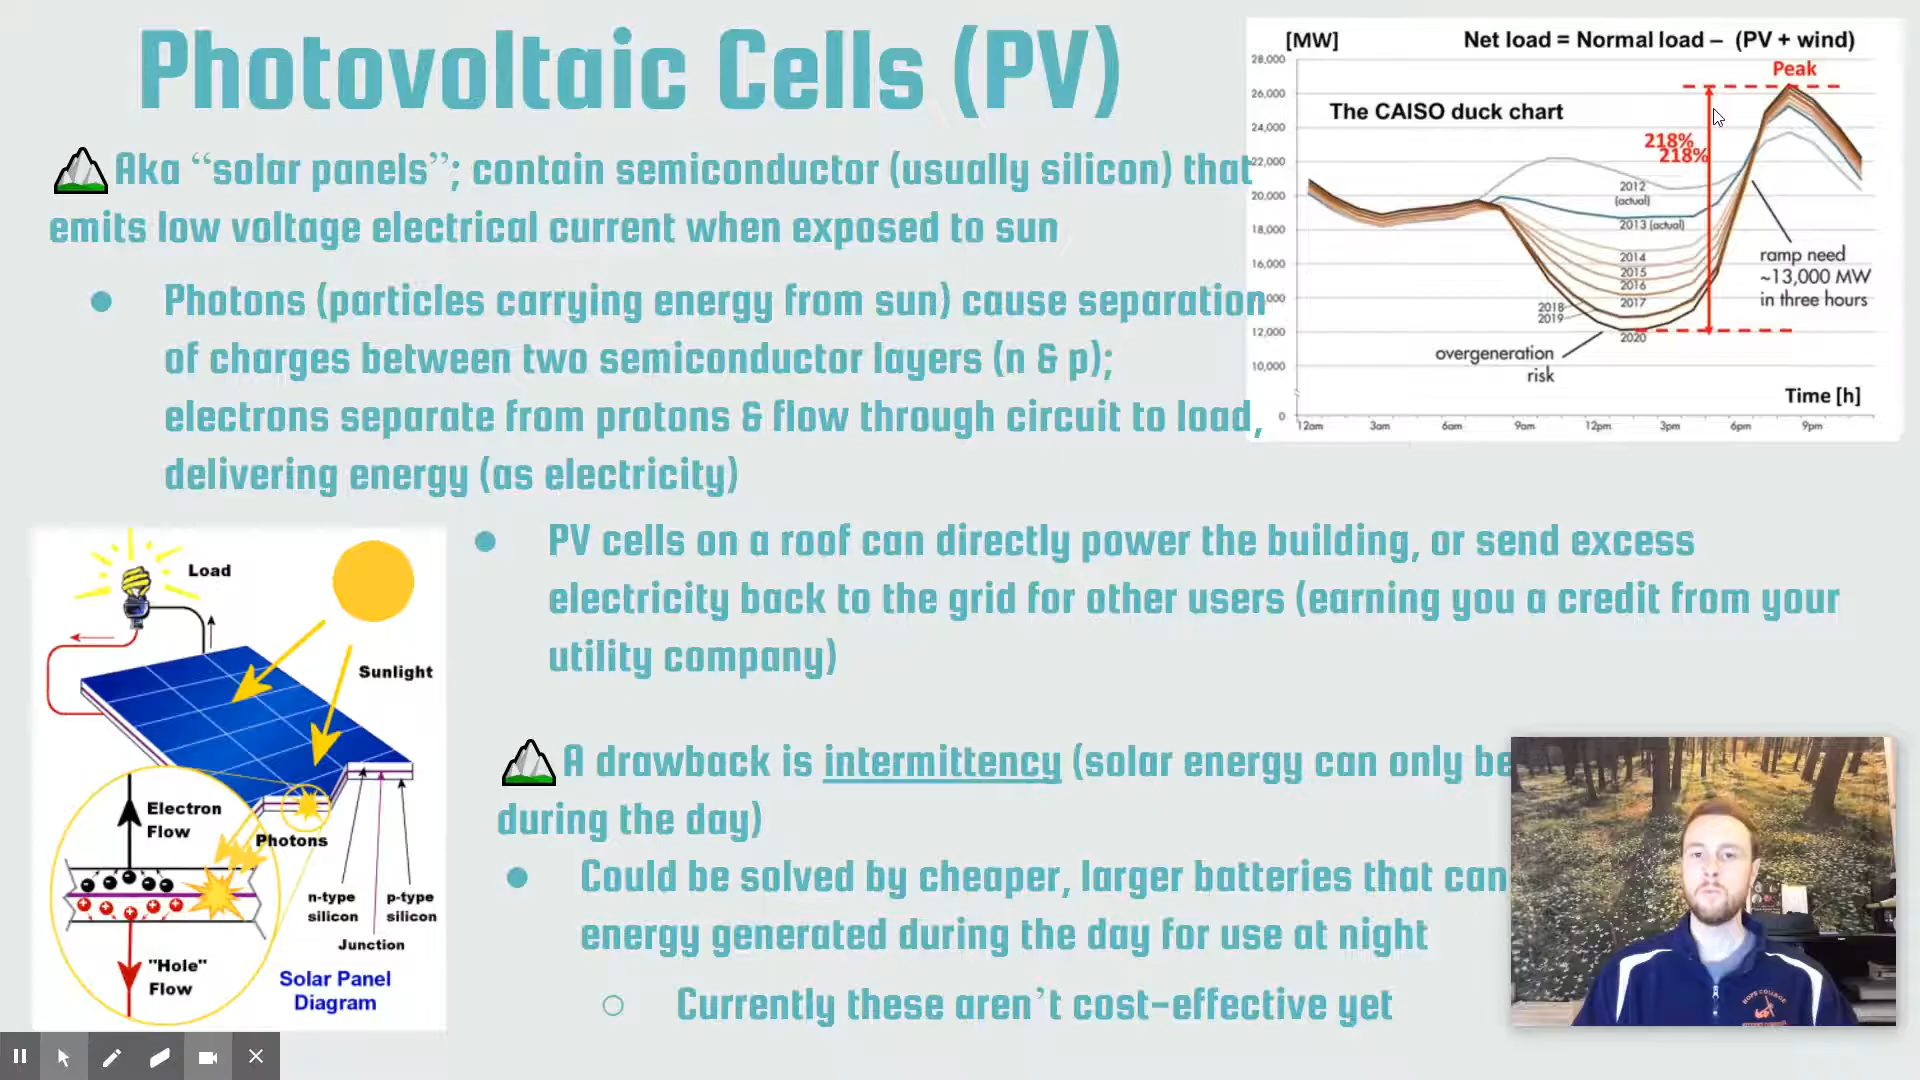 Photovoltaic Cells (PV)
Aka “solar panels”; contain semiconductor (usually silicon) that
emits low voltage electrical current when exposed to sun
Photons (particles carrying energy from sun) cause separation
of charges between two semiconductor layers (n & p);
electrons separate from protons & flow through circuit to load,
delivering energy (as electricity)
[MW]
Net load = Normal load – (PV + wind)
Peak
The CAISO duck chart
218%
218%
28,000
26,000
24,000
22,000
20,000
18,000
16,000
,000
12,000
10,000
0
2012
(actual)
2013 (actual)
2014
2015
2016
2017
2018
2019
2020
ramp need
~13,000 MW
in three hours
overgeneration
risk
Time [h]
12am 3am 6am 9am 12pm 3pm 6pm 9pm
PV cells on a roof can directly power the building, or send excess
electricity back to the grid for other users (earning you a credit from your
utility company)
Load
Sunlight
Electron
Flow
Photons
n-type
silicon
p-type
silicon
Junction
"Hole"
Flow
Solar Panel
Diagram
A drawback is intermittency (solar energy can only be
during the day)
Could be solved by cheaper, larger batteries that can
energy generated during the day for use at night
Currently these aren’t cost-effective yet
HOPE COLLEGE